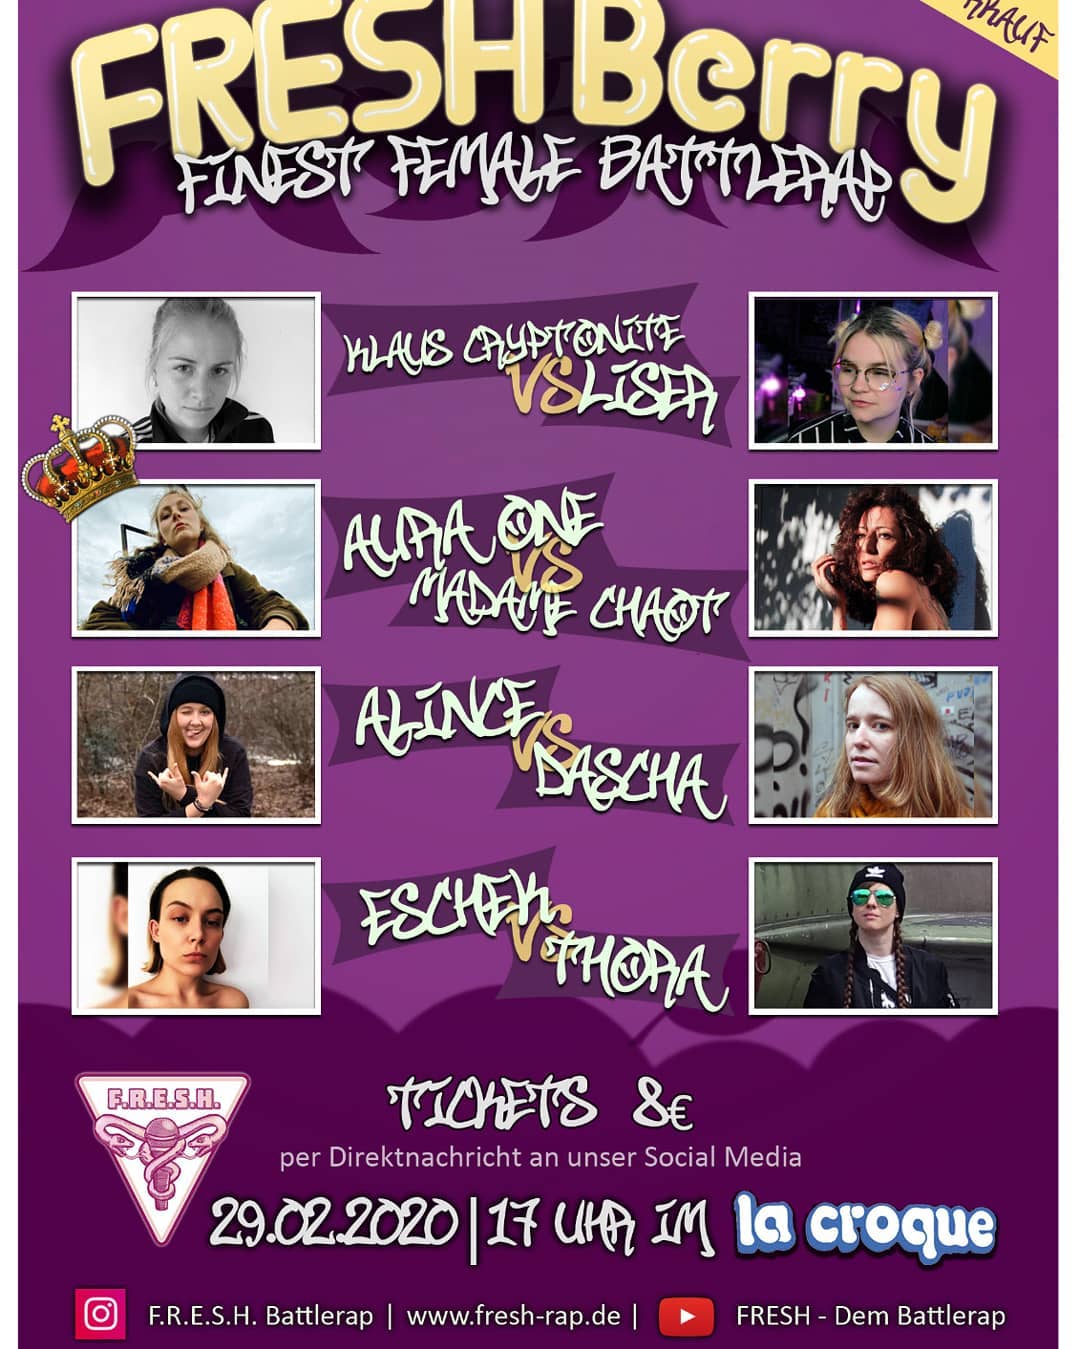 FRESH Berry
FINEST FEMALE BATTLERAP
KLAUS CRYPTONITE
VS LISER
AURA ONE
VS
MADAME CHAOT
ALINCE
VS
DASCHA
ESCHEK
VS
THORA
F.R.E.S.H.
TICKETS 8€
per Direktnachricht an unser Social Media
29.02.2020 | 17 UHR IM la croque
F.R.E.S.H. Battlerap | www.fresh-rap.de | FRESH - Dem Battlerap